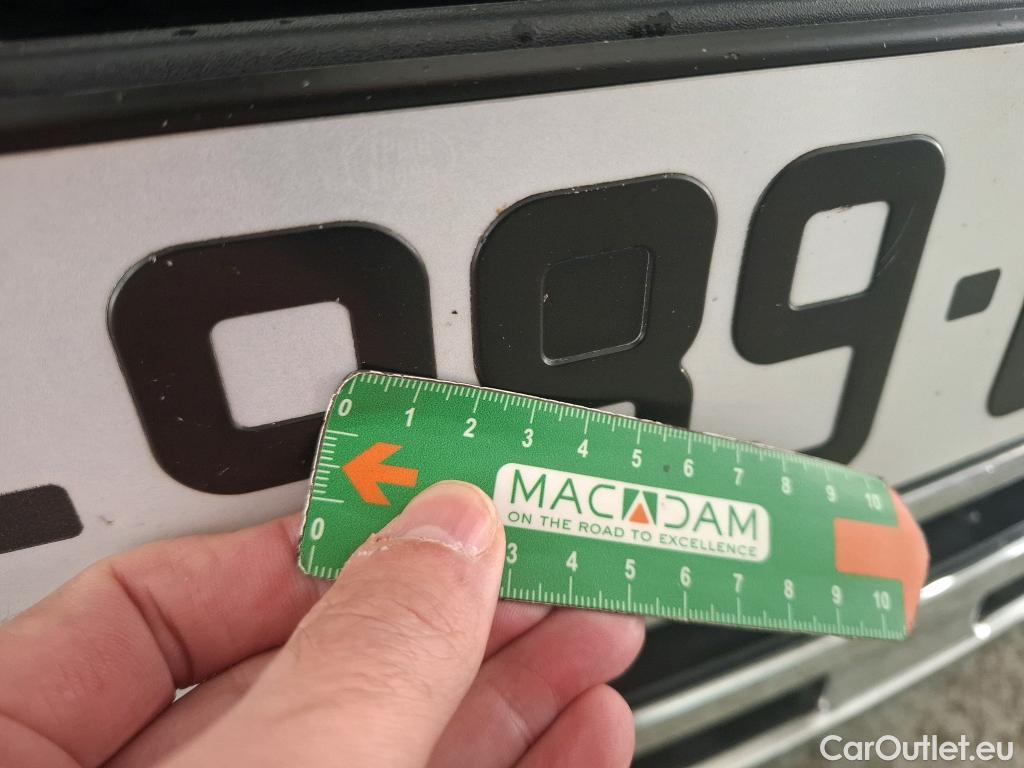 - 989 -
0 1 2 3 4 5 6 7 8 9 10
MACADAM
ON THE ROAD TO EXCELLENCE
0 3 4 5 6 7 8 9 10
CarOutlet.eu